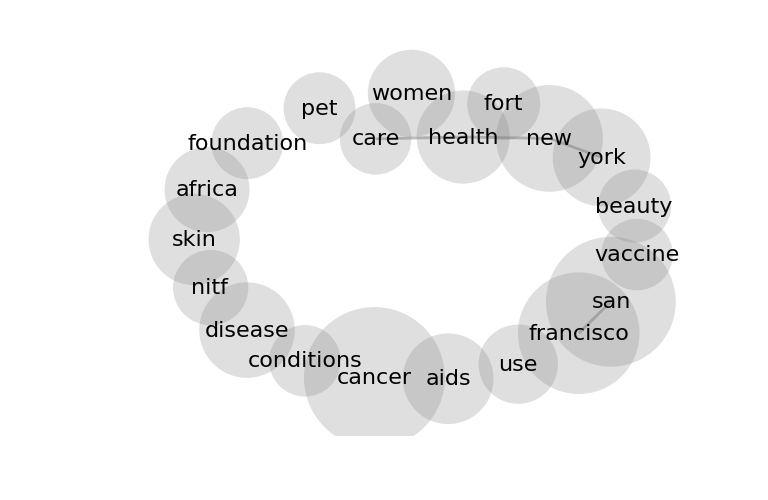 women
fort
pet
care
health
new
foundation
york
africa
beauty
skin
vaccine
nitf
san
disease
francisco
conditions
use
cancer
aids